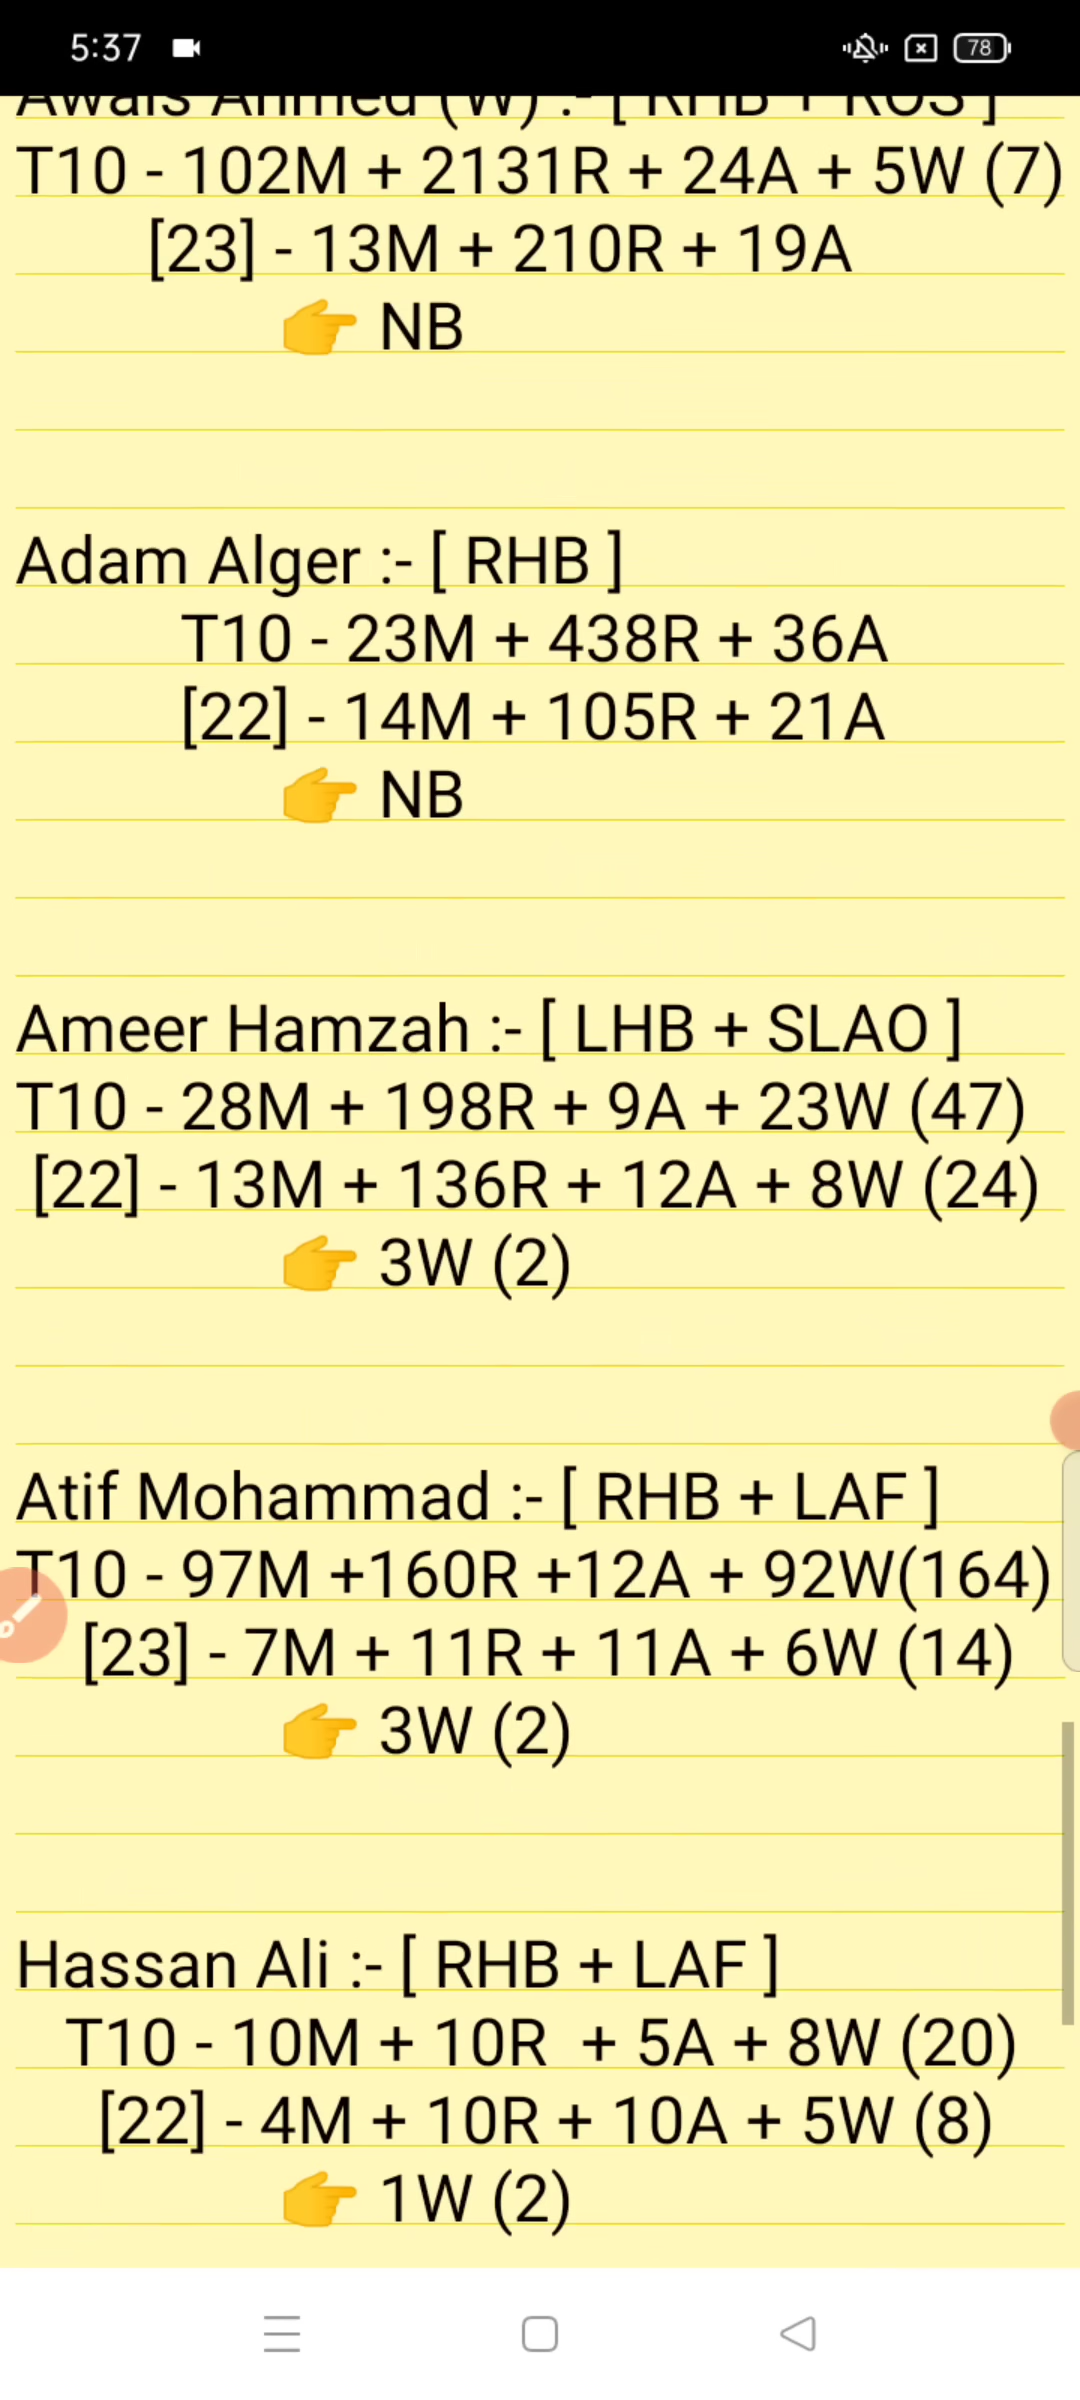 5:37
78
Awais Ahmed (W) :- [ RHB + ROS ]
T10 - 102M + 2131R + 24A + 5W (7)
[23] - 13M + 210R + 19A
👉 NB
Adam Alger :- [ RHB ]
T10 - 23M + 438R + 36A
[22] - 14M + 105R + 21A
👉 NB
Ameer Hamzah :- [ LHB + SLAO ]
T10 - 28M + 198R + 9A + 23W (47)
[22] - 13M + 136R + 12A + 8W (24)
👉 3W (2)
Atif Mohammad :- [ RHB + LAF ]
T10 - 97M +160R +12A + 92W(164)
[23] - 7M + 11R + 11A + 6W (14)
👉 3W (2)
Hassan Ali :- [ RHB + LAF ]
T10 - 10M + 10R  + 5A + 8W (20)
[22] - 4M + 10R + 10A + 5W (8)
👉 1W (2)